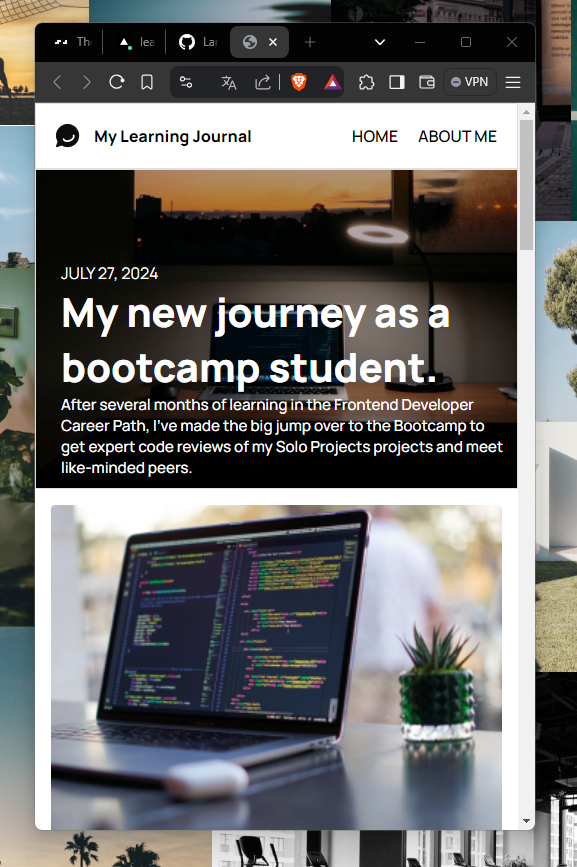 Th
lea
Lar
VPN
My Learning Journal
HOME
ABOUT ME
JULY 27, 2024
My new journey as a
bootcamp student.
After several months of learning in the Frontend Developer
Career Path, I've made the big jump over to the Bootcamp to
get expert code reviews of my Solo Projects projects and meet
like-minded peers.